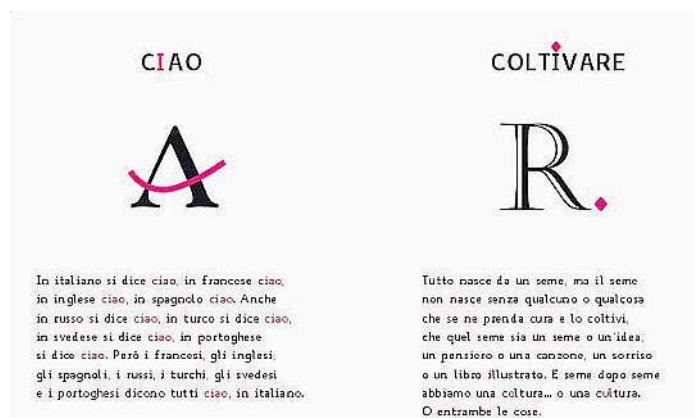 CIAO
A
In italiano si dice ciao, in francese ciao,
in inglese ciao, in spagnolo ciao. Anche
in russo si dice ciao, in turco si dice ciao,
in svedese si dice ciao, in portoghese
si dice ciao. Però i francesi, gli inglesi,
gli spagnoli, i russi, i turchi, gli svedesi
e i portoghesi dicono tutti ciao, in italiano.
COLTIVARE
R.
Tutto nasce da un seme, ma il seme
non nasce senza qualcuno o qualcosa
che se ne prenda cura e lo coltivi,
che quel seme sia un seme o un'idea,
un pensiero o una canzone, un sorriso
o un libro illustrato. E seme dopo seme
abbiamo una coltura... o una cultura.
O entrambe le cose.